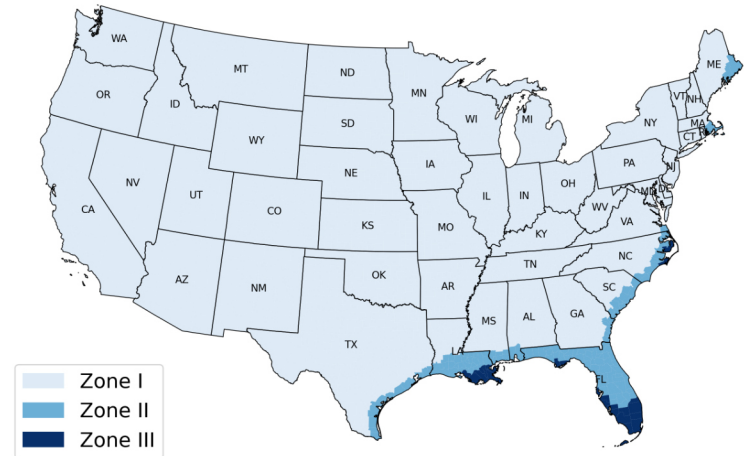 WA
ME
MT
ND
MN
VT
NH
OR
ID
WI
MI
NY
MA
SD
CT
WY
IA
PA
NJ
NE
OH
NV
UT
IL
IN
MD
DE
CO
WV
CA
KS
MO
VA
KY
NC
TN
AZ
OK
NM
AR
SC
MS
AL
GA
TX
LA
FL
Zone I
Zone II
Zone III